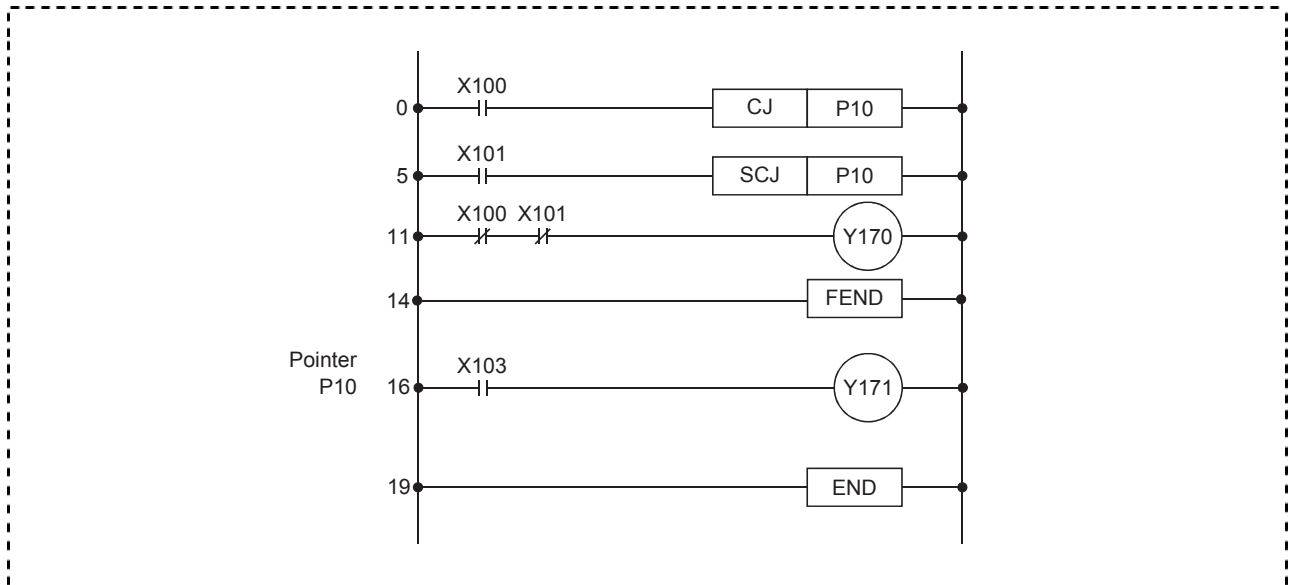 X100
0 CJ P10
X101
5 SCJ P10
X100 X101
11 Y170
14 FEND
Pointer
X103
P10 16 Y171
19 END